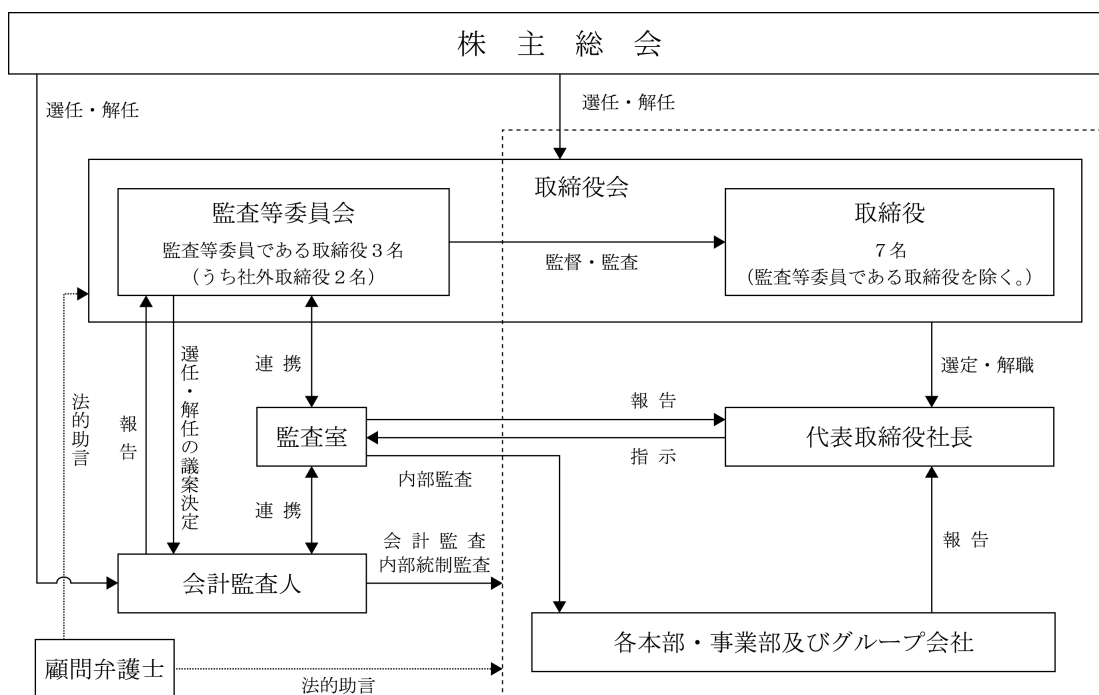 株主総会
選任・解任
選任・解任
取締役会
監査等委員会
監査等委員である取締役3名
（うち社外取締役2名）
監督・監査
取締役
7名
（監査等委員である取締役を除く。）
法的助言
報告
選任・解任の議案決定
連携
選定・解職
監査室
報告
指示
代表取締役社長
内部監査
連携
会計監査
内部統制監査
報告
会計監査人
各本部・事業部及びグループ会社
顧問弁護士
法的助言